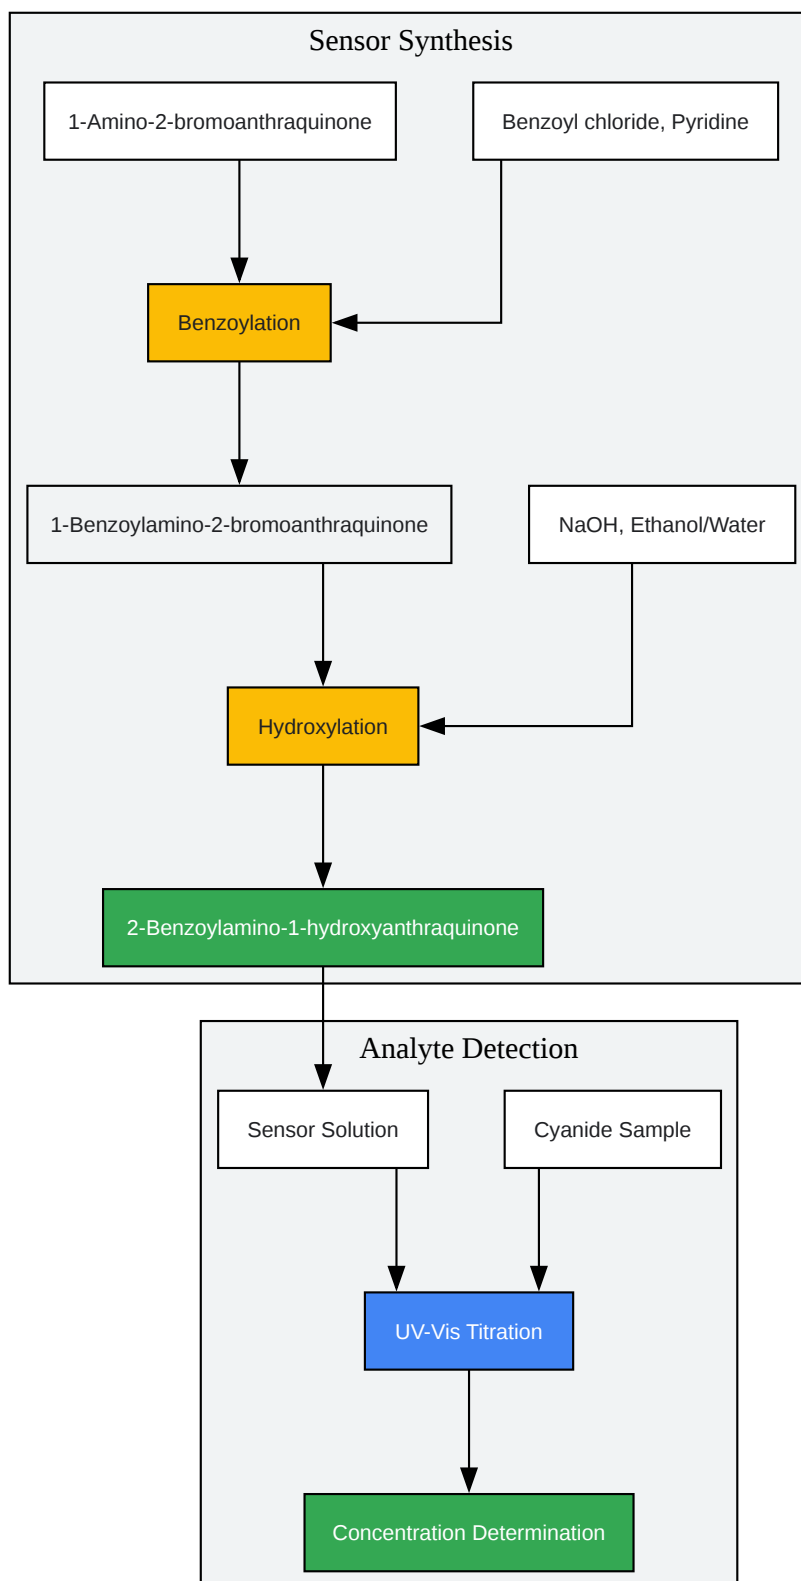 Sensor Synthesis
1-Amino-2-bromoanthraquinone
Benzoyl chloride, Pyridine
Benzoylation
1-Benzoylamino-2-bromoanthraquinone
NaOH, Ethanol/Water
Hydroxylation
2-Benzoylamino-1-hydroxyanthraquinone
Analyte Detection
Sensor Solution
Cyanide Sample
UV-Vis Titration
Concentration Determination